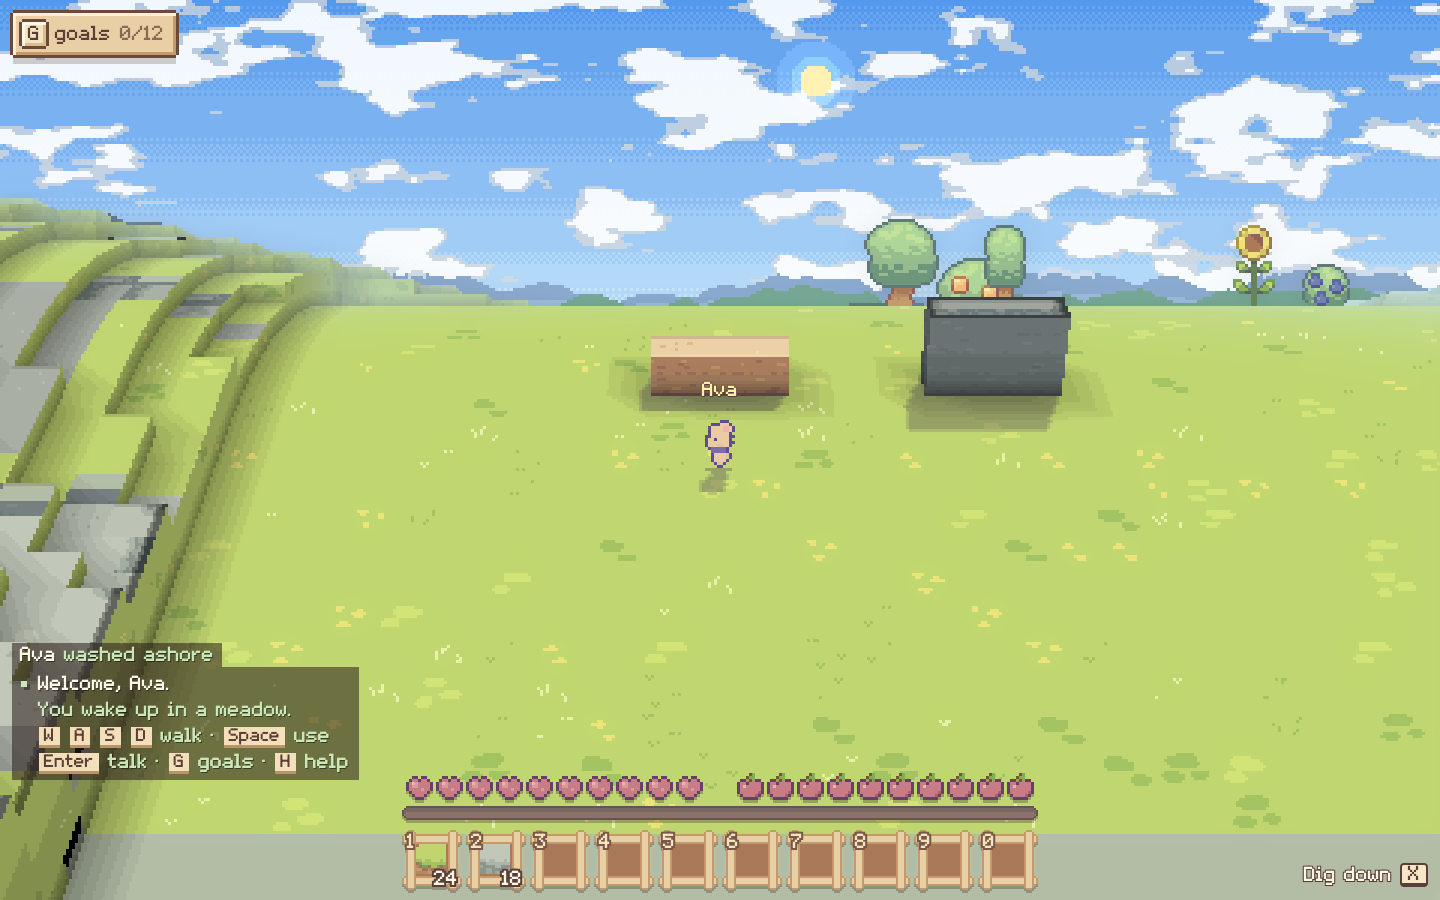 G goals 0/12
Ava
Ava washed ashore
Welcome, Ava.
You wake up in a meadow.
W A S D walk · Space use
Enter talk · G goals · H help
1 2 3 4 5 6 7 8 9 0
24 18
Dig down X